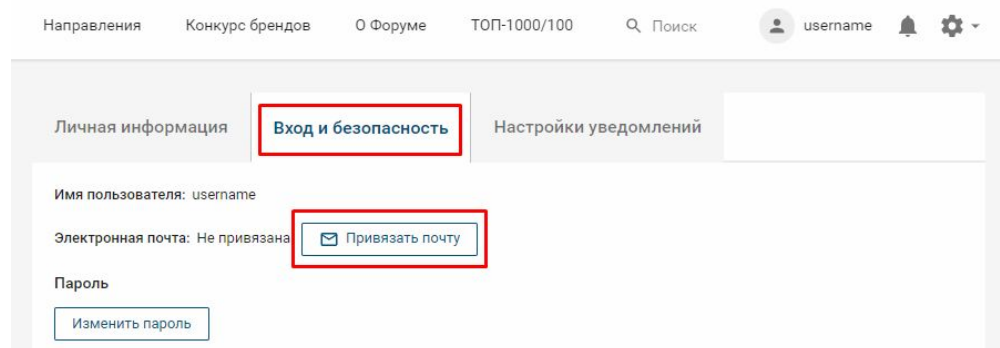 Направления Конкурс брендов О Форуме ТОП-1000/100 Поиск username
Личная информация Вход и безопасность Настройки уведомлений
Имя пользователя: username
Электронная почта: Не привязана Привязать почту
Пароль
Изменить пароль